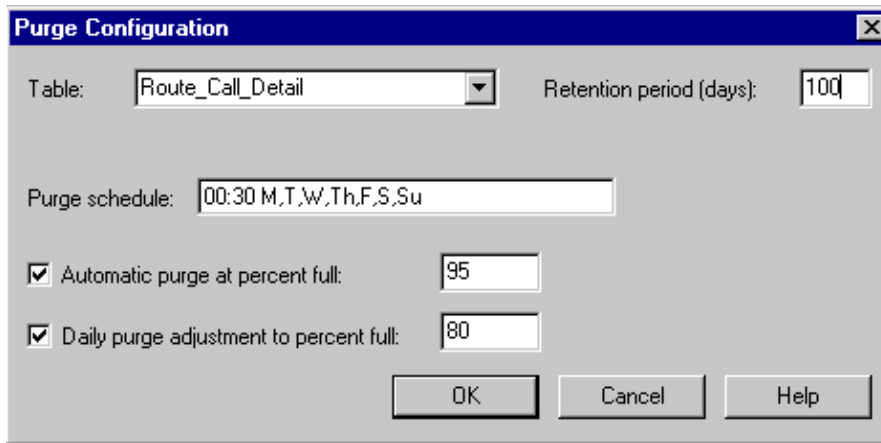 Purge Configuration
Table: Route_Call_Detail Retention period (days): 100
Purge schedule: 00:30 M,T,W,Th,F,S,Su
Automatic purge at percent full: 95
Daily purge adjustment to percent full: 80
OK Cancel Help